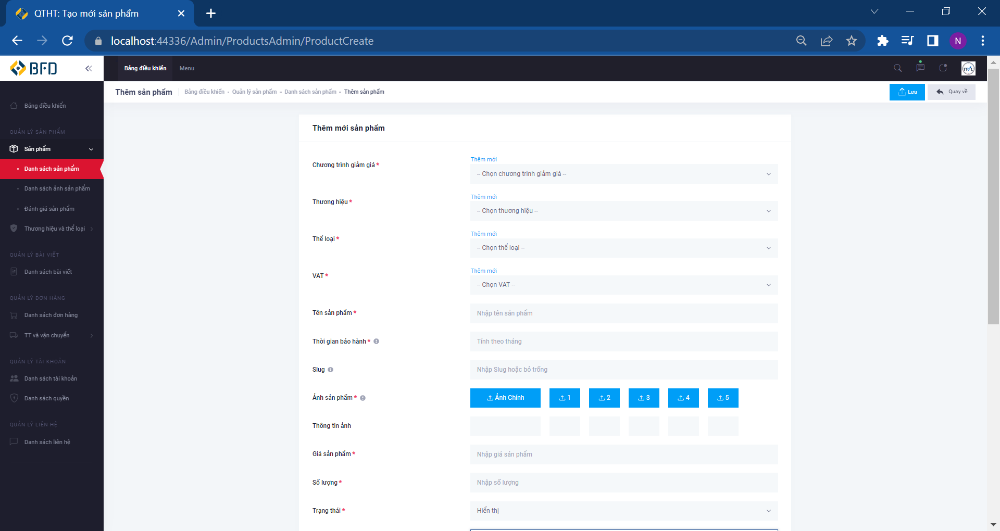 QTHT: Tạo mới sản phẩm
localhost:44336/Admin/ProductsAdmin/ProductCreate
N
BFD
Bảng điều khiển
Menu
Thêm sản phẩm
Bảng điều khiển - Quản lý sản phẩm - Danh sách sản phẩm - Thêm sản phẩm
Lưu
Quay về
Bảng điều khiển
QUẢN LÝ SẢN PHẨM
Sản phẩm
Danh sách sản phẩm
Danh sách ảnh sản phẩm
Đánh giá sản phẩm
Thương hiệu và thể loại
QUẢN LÝ BÀI VIẾT
Danh sách bài viết
QUẢN LÝ ĐƠN HÀNG
Danh sách đơn hàng
TT và vận chuyển
QUẢN LÝ TÀI KHOẢN
Danh sách tài khoản
Danh sách quyền
QUẢN LÝ LIÊN HỆ
Danh sách liên hệ
Thêm mới sản phẩm
Chương trình giảm giá *
Thêm mới
-- Chọn chương trình giảm giá --
Thương hiệu *
Thêm mới
-- Chọn thương hiệu --
Thể loại *
Thêm mới
-- Chọn thể loại --
VAT *
Thêm mới
-- Chọn VAT --
Tên sản phẩm *
Nhập tên sản phẩm
Thời gian bảo hành *
Tính theo tháng
Slug
Nhập Slug hoặc bỏ trống
Ảnh sản phẩm *
Ảnh Chính
1
2
3
4
5
Thông tin ảnh
Giá sản phẩm *
Nhập giá sản phẩm
Số lượng *
Nhập số lượng
Trạng thái *
Hiển thị